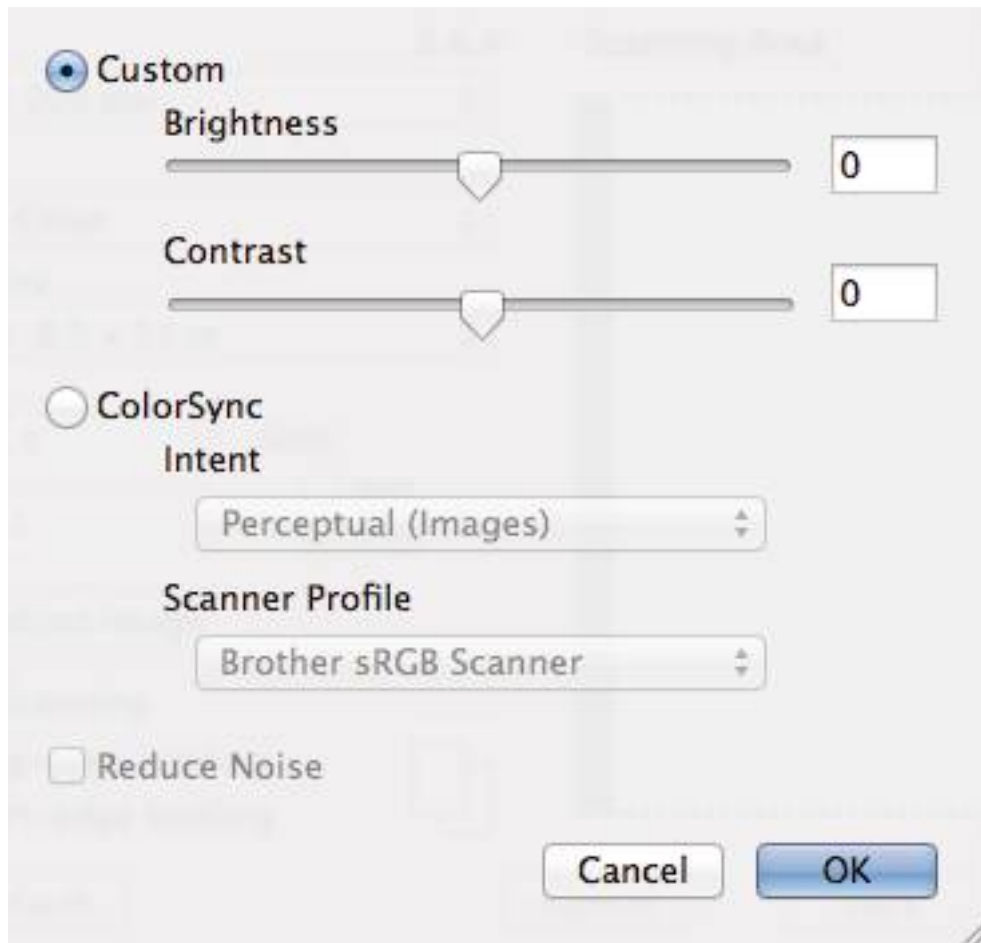 Custom
Brightness
0
Contrast
0
ColorSync
Intent
Perceptual (Images)
Scanner Profile
Brother sRGB Scanner
Reduce Noise
Cancel OK